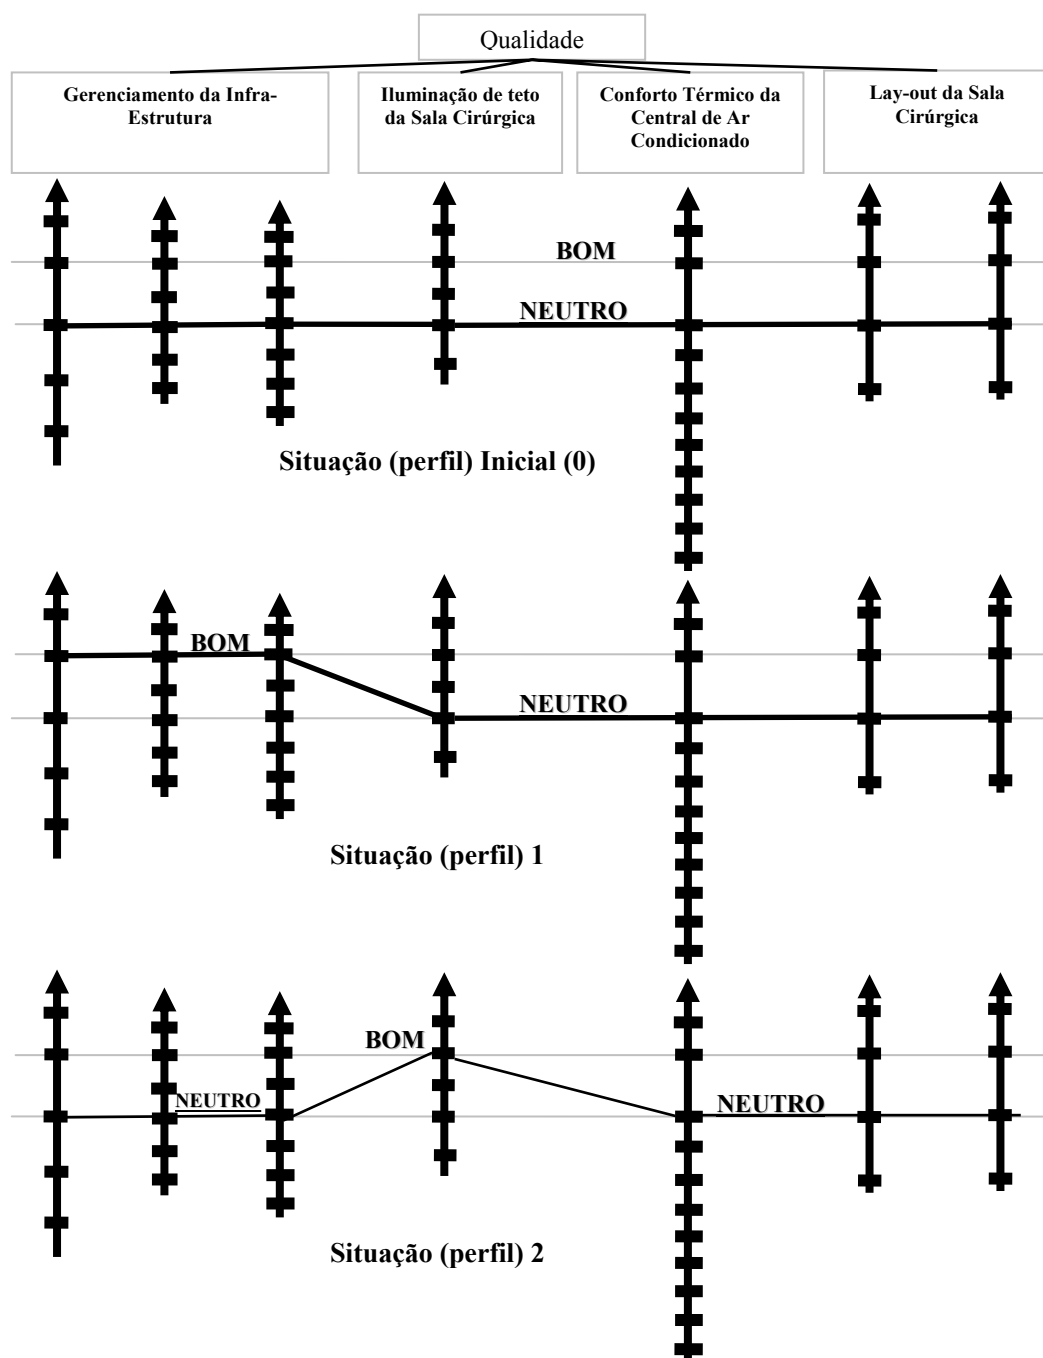 Qualidade
Gerenciamento da Infra-
Estrutura
Iluminação de teto
da Sala Cirúrgica
Conforto Térmico da
Central de Ar
Condicionado
Lay-out da Sala
Cirúrgica
BOM
NEUTRO
Situação (perfil) Inicial (0)
BOM
NEUTRO
Situação (perfil) 1
BOM
NEUTRO
NEUTRO
Situação (perfil) 2